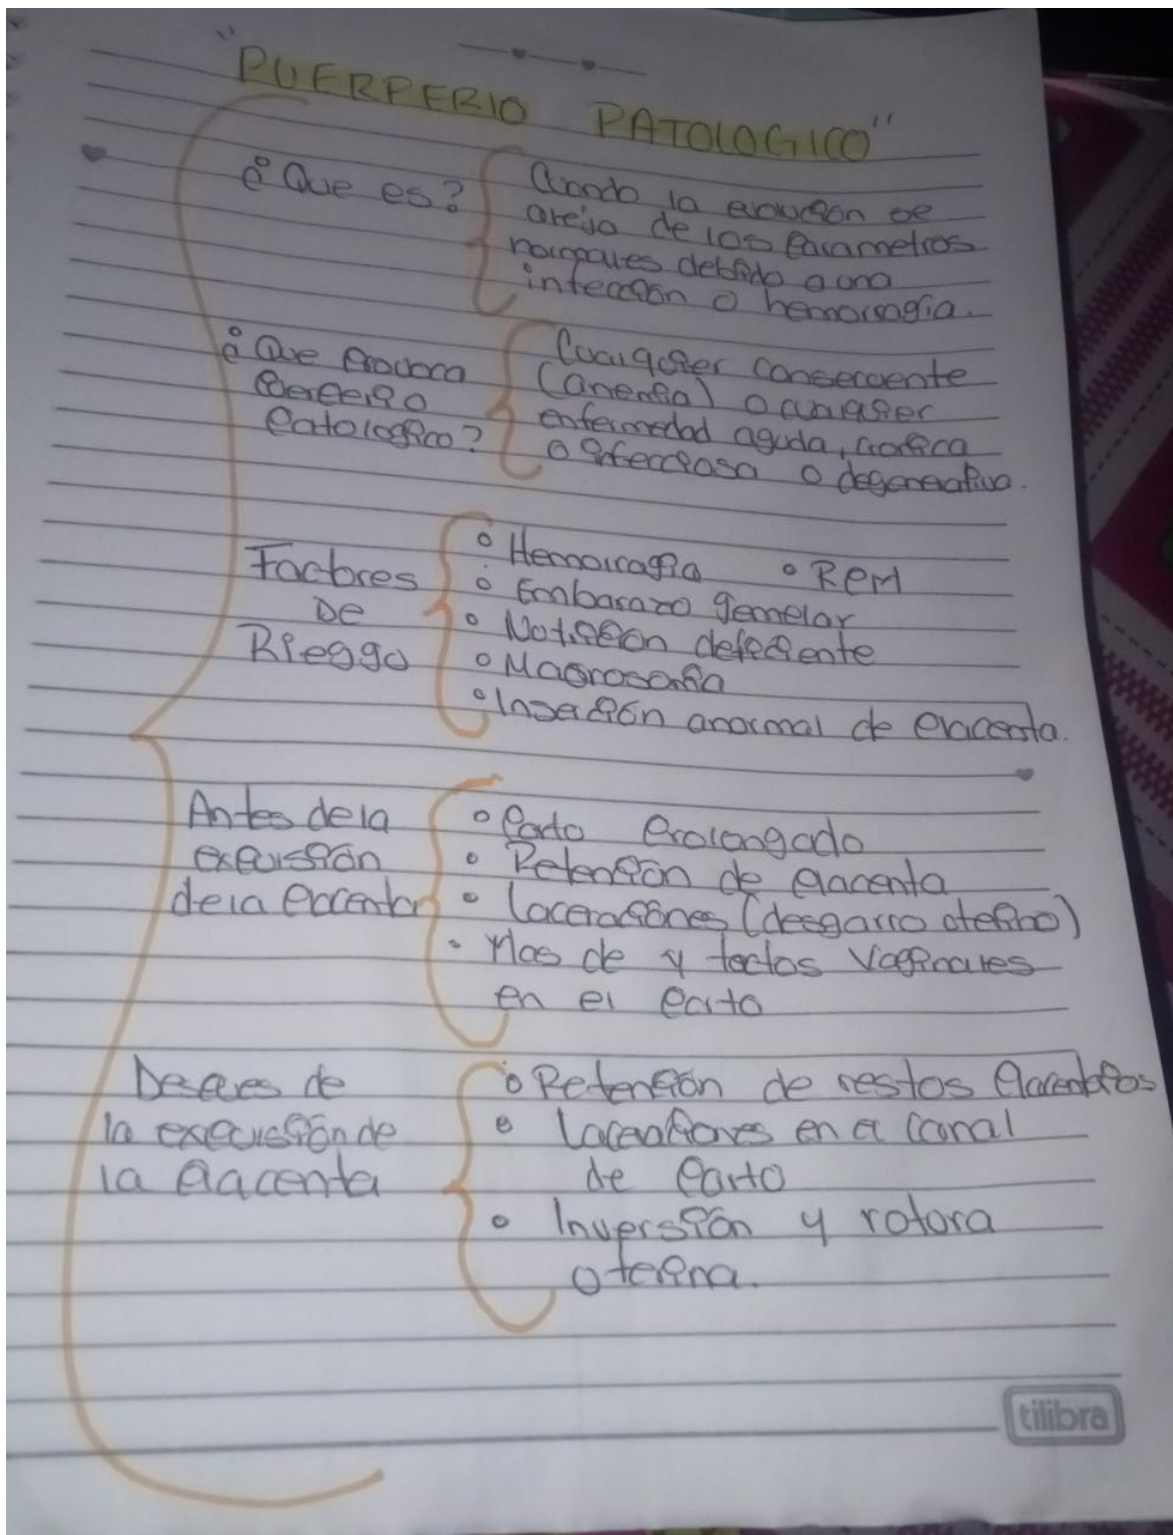 "PUERPERIO PATOLOGICO"
¿Que es?
Cuando la evolución se
aleja de los parametros
normales debido a una
infección o hemorragia.
¿Que provoca
Puerperio
Patologico?
Cualquier consecuente
(anemia) o cualquier
enfermedad aguda, cronica
o infecciosa o degenerativa.
Factores
De
Riesgo
° Hemorragia ° RPM
° Embarazo gemelar
° Nutrición deficiente
° Macrosomia
° Inserción anormal de placenta.
Antes de la
expulsión
de la placenta
° Parto Prolongado
° Retención de placenta
° Laceraciones (desgarro uterino)
° Mas de 4 tactos vaginales
en el parto
Despues de
la expulsión de
la placenta
° Retención de restos Placentarios
° Laceraciones en el canal
de parto
° Inversión y rotura
uterina.
tilibra